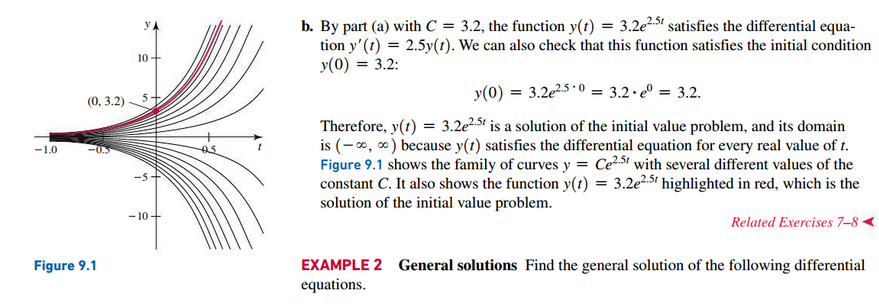 y
10
(0, 3.2)
5
-1.0
-0.5
0.5
t
-5
-10
Figure 9.1
b. By part (a) with C = 3.2, the function y(t) = 3.2e^{2.5t} satisfies the differential equa-
tion y′(t) = 2.5y(t). We can also check that this function satisfies the initial condition
y(0) = 3.2:
y(0) = 3.2e^{2.5·0} = 3.2 · e^0 = 3.2.
Therefore, y(t) = 3.2e^{2.5t} is a solution of the initial value problem, and its domain
is (−∞, ∞) because y(t) satisfies the differential equation for every real value of t.
Figure 9.1 shows the family of curves y = Ce^{2.5t} with several different values of the
constant C. It also shows the function y(t) = 3.2e^{2.5t} highlighted in red, which is the
solution of the initial value problem.
Related Exercises 7–8 ◄
EXAMPLE 2 General solutions Find the general solution of the following differential
equations.